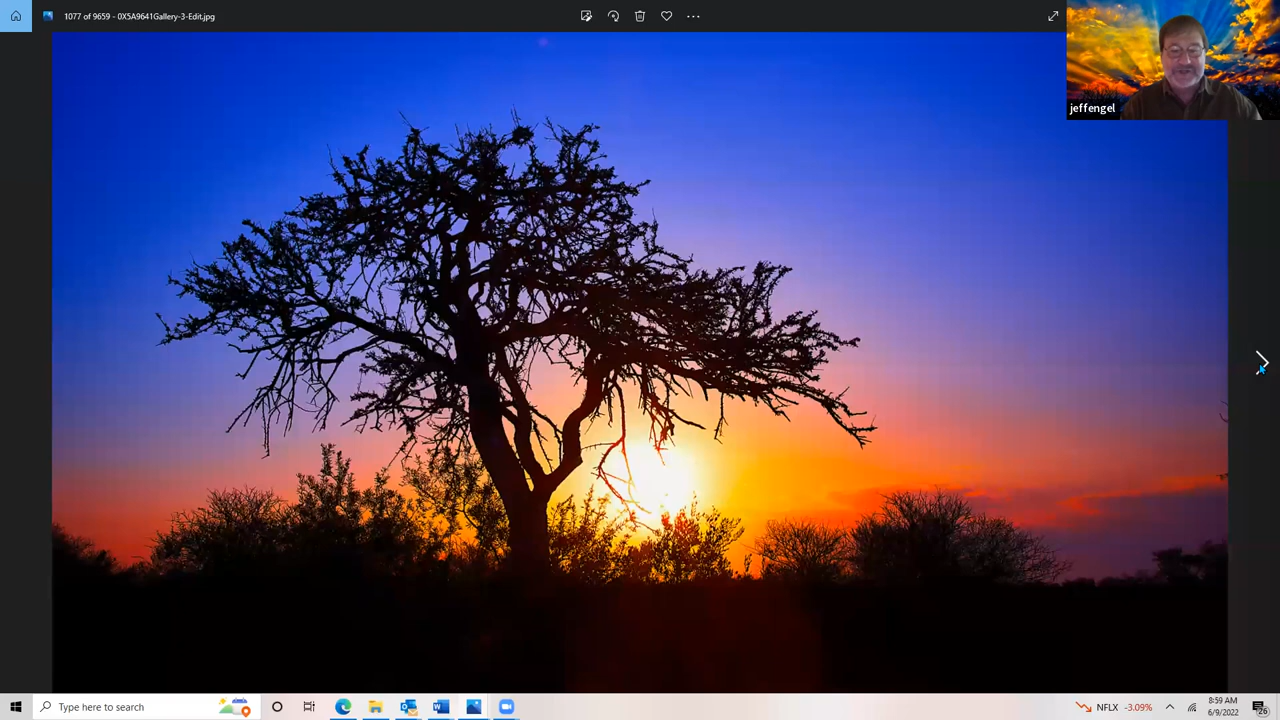 1077 of 9659 - 0X5A9641Gallery-3-Edit.jpg
jeffengel
Type here to search
NFLX -3.09%
8:59 AM
6/9/2022
26